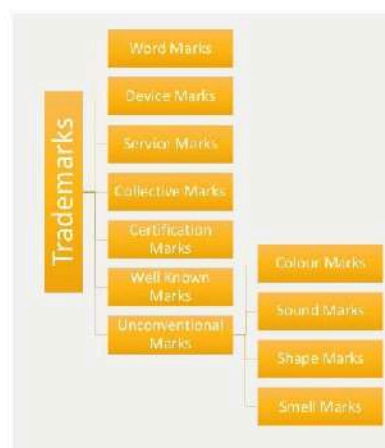 Trademarks
Word Marks
Device Marks
Service Marks
Collective Marks
Certification
Marks
Well Known
Marks
Unconventional
Marks
Colour Marks
Sound Marks
Shape Marks
Smell Marks